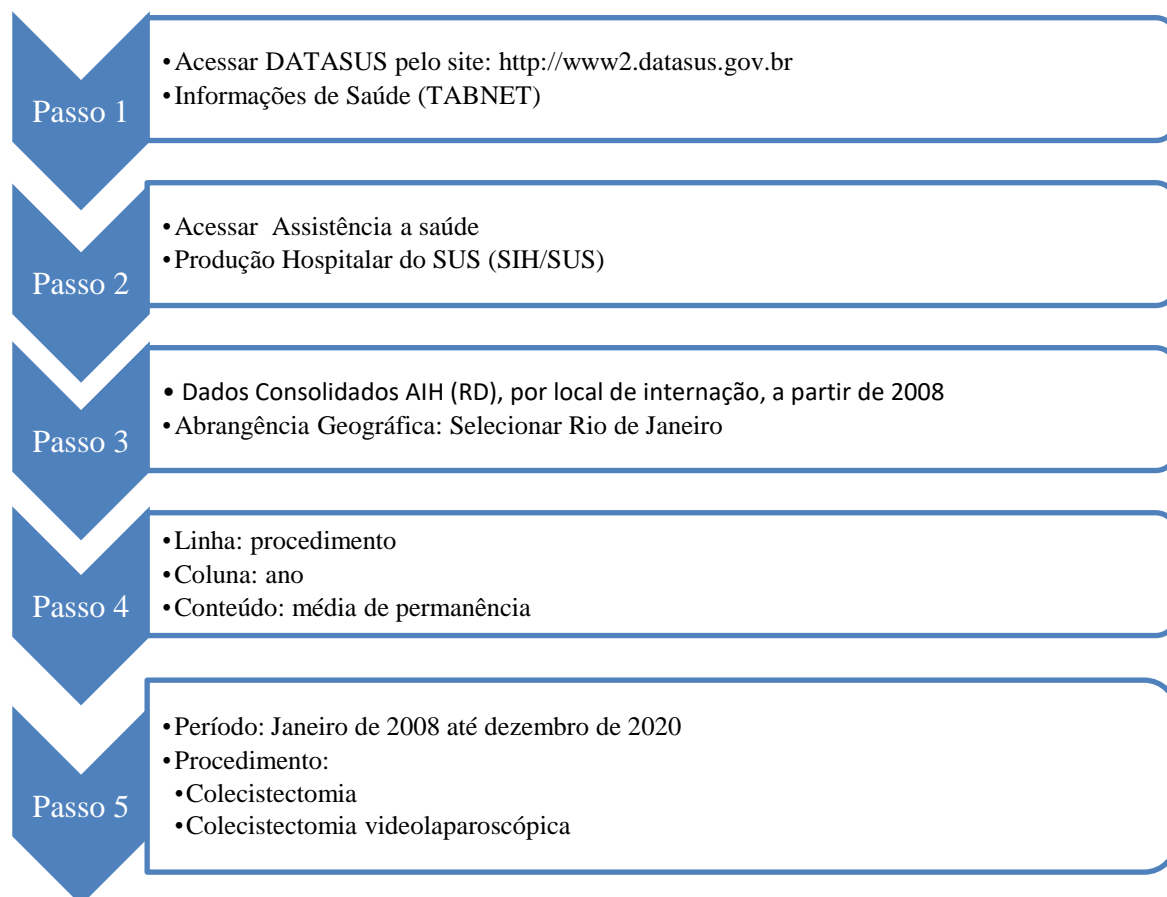 Passo 1
•Acessar DATASUS pelo site: http://www2.datasus.gov.br
•Informações de Saúde (TABNET)
Passo 2
•Acessar  Assistência a saúde
•Produção Hospitalar do SUS (SIH/SUS)
Passo 3
• Dados Consolidados AIH (RD), por local de internação, a partir de 2008
•Abrangência Geográfica: Selecionar Rio de Janeiro
Passo 4
•Linha: procedimento
•Coluna: ano
•Conteúdo: média de permanência
Passo 5
•Período: Janeiro de 2008 até dezembro de 2020
•Procedimento:
•Colecistectomia
•Colecistectomia videolaparoscópica